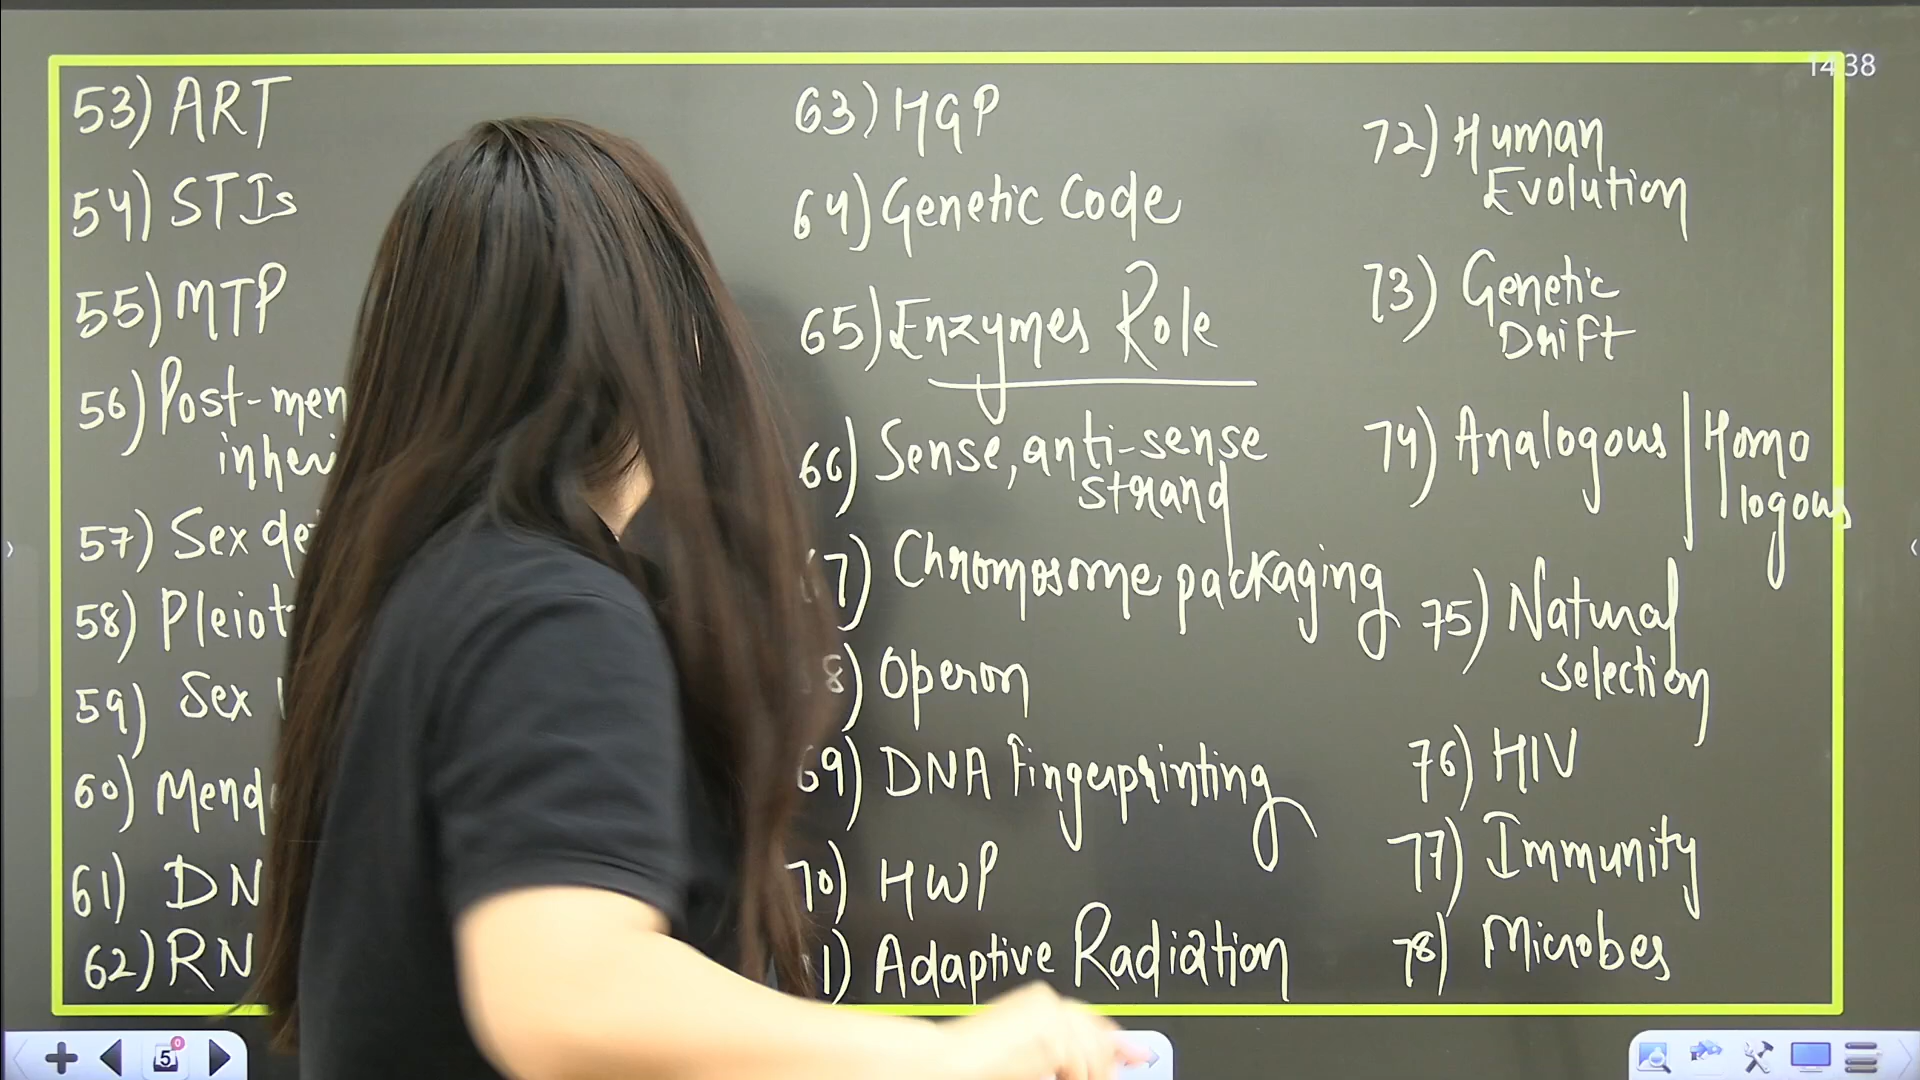 14:38
53) ART
54) STIs
55) MTP
56) Post-men
inheri
57) Sex de
58) Pleiot
59) Sex
60) Mend
61) DN
62) RN
63) HGP
64) Genetic Code
65) Enzymes Role
66) Sense, anti-sense
strand
7) Chromosome packaging
8) Operon
69) DNA Fingerprinting
70) HWP
1) Adaptive Radiation
72) Human
Evolution
73) Genetic
Drift
74) Analogous | Homo
logous
75) Natural
selection
76) HIV
77) Immunity
78) Microbes
5
0